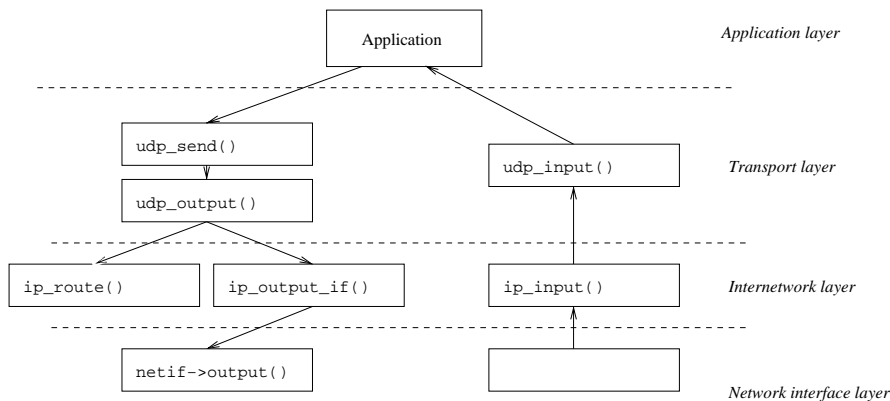 Application
Application layer
udp_send()
udp_input()
Transport layer
udp_output()
ip_route()
ip_output_if()
ip_input()
Internetwork layer
netif->output()
Network interface layer